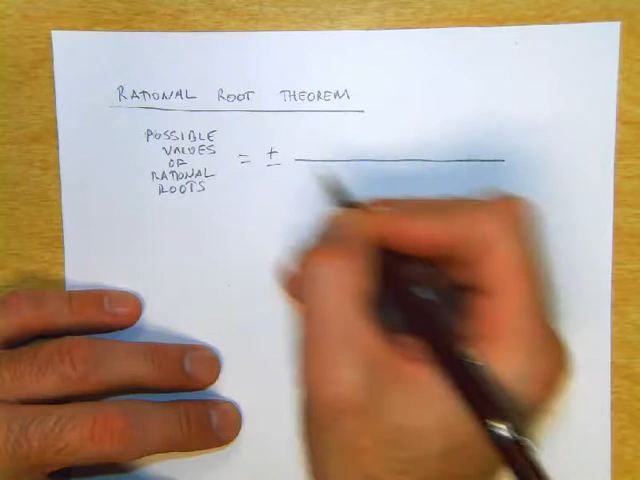 RATIONAL ROOT THEOREM
POSSIBLE
VALUES
OF
RATIONAL
ROOTS
= ±